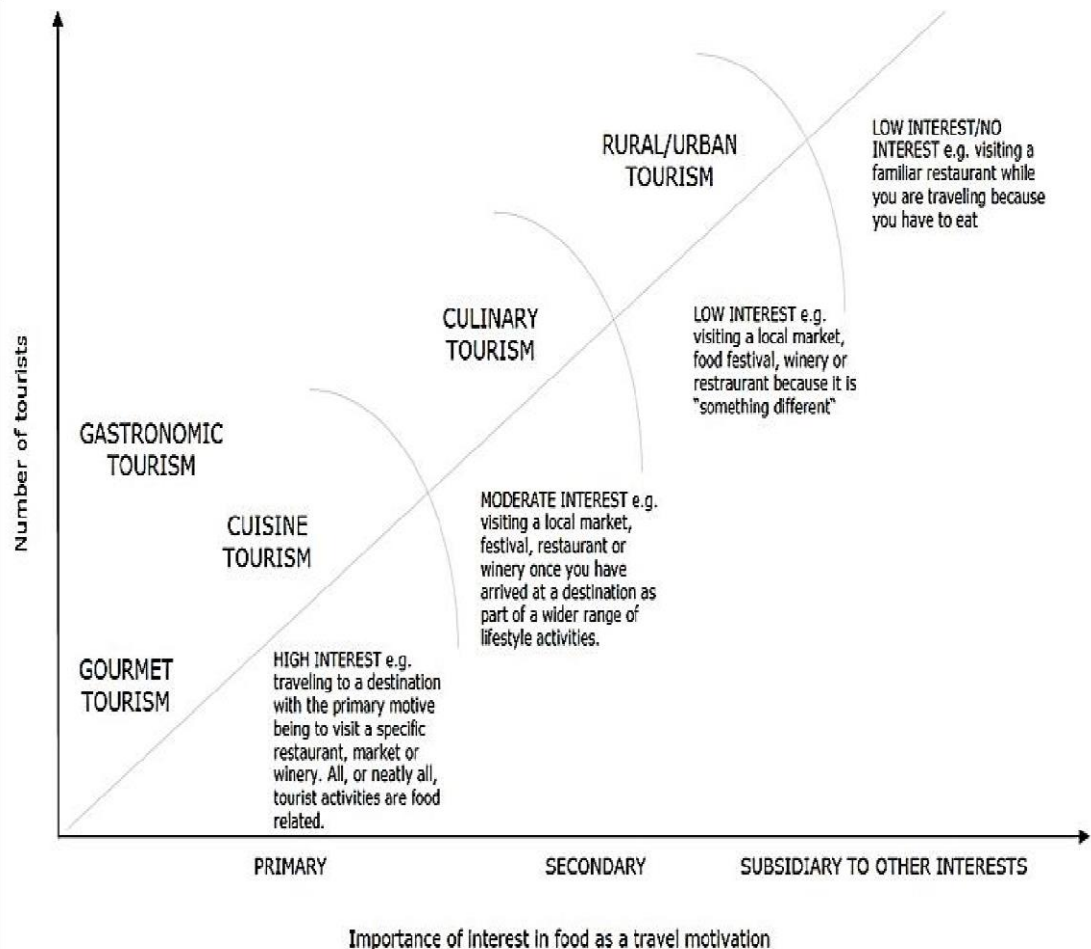 Number of tourists
RURAL/URBAN
TOURISM
LOW INTEREST/NO
INTEREST e.g. visiting a
familiar restaurant while
you are traveling because
you have to eat
CULINARY
TOURISM
LOW INTEREST e.g.
visiting a local market,
food festival, winery or
restraurant because it is
"something different"
GASTRONOMIC
TOURISM
CUISINE
TOURISM
MODERATE INTEREST e.g.
visiting a local market,
festival, restaurant or
winery once you have
arrived at a destination as
part of a wider range of
lifestyle activities.
GOURMET
TOURISM
HIGH INTEREST e.g.
traveling to a destination
with the primary motive
being to visit a specific
restaurant, market or
winery. All, or neatly all,
tourist activities are food
related.
PRIMARY
SECONDARY
SUBSIDIARY TO OTHER INTERESTS
Importance of interest in food as a travel motivation